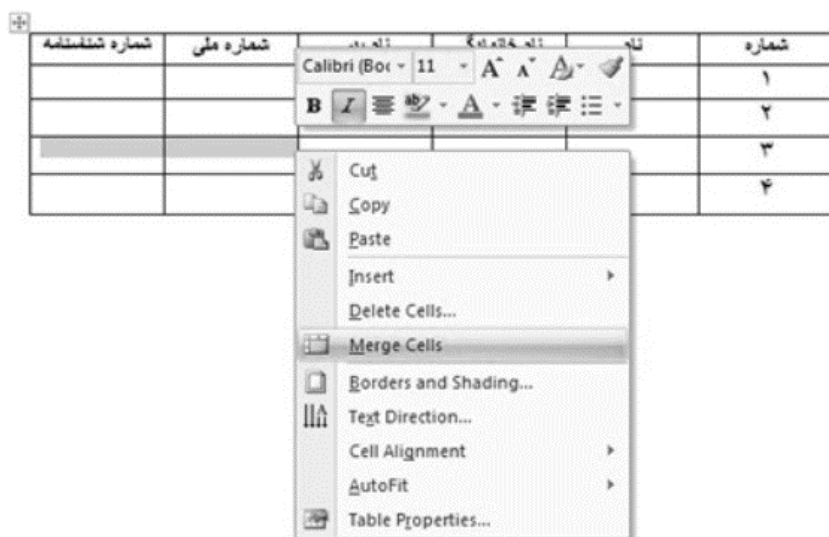 شماره نام شماره ملی شماره شناسنامه
Calibri (Boc 11
۱
۲
۳
۴
Cut
Copy
Paste
Insert
Delete Cells...
Merge Cells
Borders and Shading...
Text Direction...
Cell Alignment
AutoFit
Table Properties...